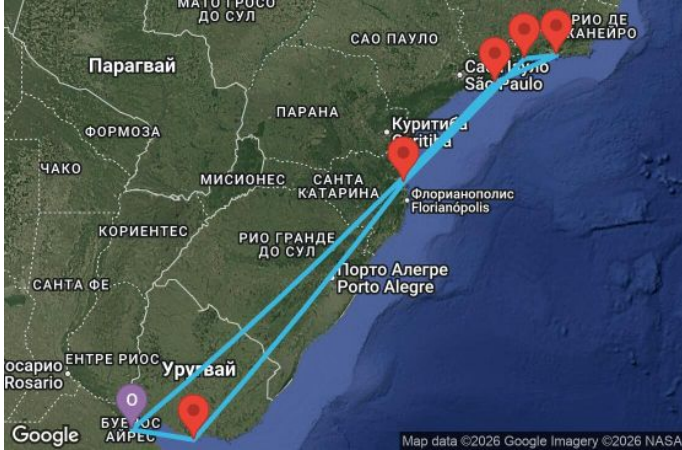 МАТО ГРОСО
ДО СУЛ
РИО ДЕ
ЖАНЕЙРО
САО ПАУЛО
Парагвай
São Paulo
ПАРАНА
ФОРМОЗА
Куритиба
Curitiba
ЧАКО
МИСИОНЕС
САНТА
КАТАРИНА
Флорианополис
Florianópolis
КОРИЕНТЕС
РИО ГРАНДЕ
ДО СУЛ
Порто Алегре
Porto Alegre
САНТА ФЕ
ЕНТРЕ РИОС
осарио
Rosario
Уругвай
O
БУЕНОС
АЙРЕС
Google
Map data ©2026 Google Imagery ©2026 NASA